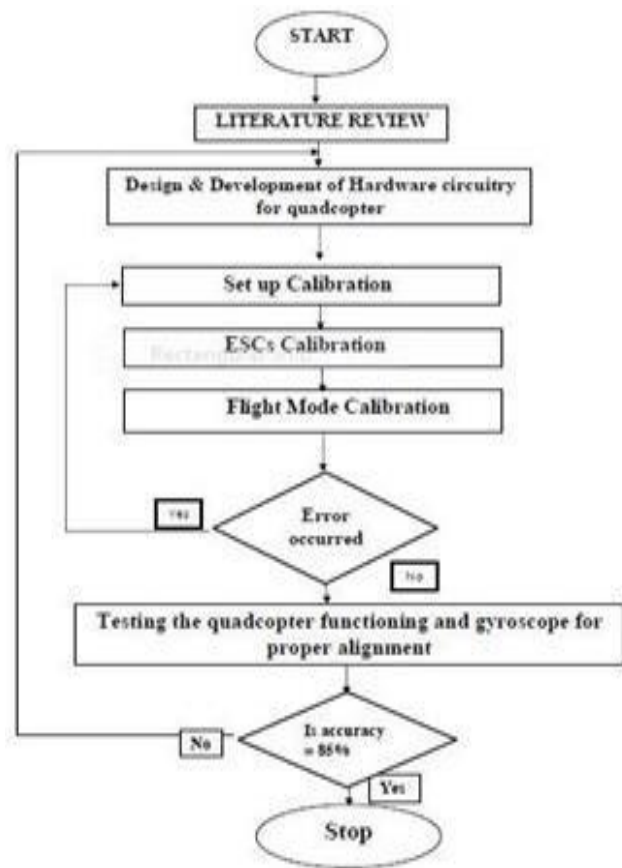 START
LITERATURE REVIEW
Design & Development of Hardware circuitry
for quadcopter
Set up Calibration
ESCs Calibration
Flight Mode Calibration
Yes
Error
occurred
No
Testing the quadcopter functioning and gyroscope for
proper alignment
No
Is accuracy
= 85%
Yes
Stop